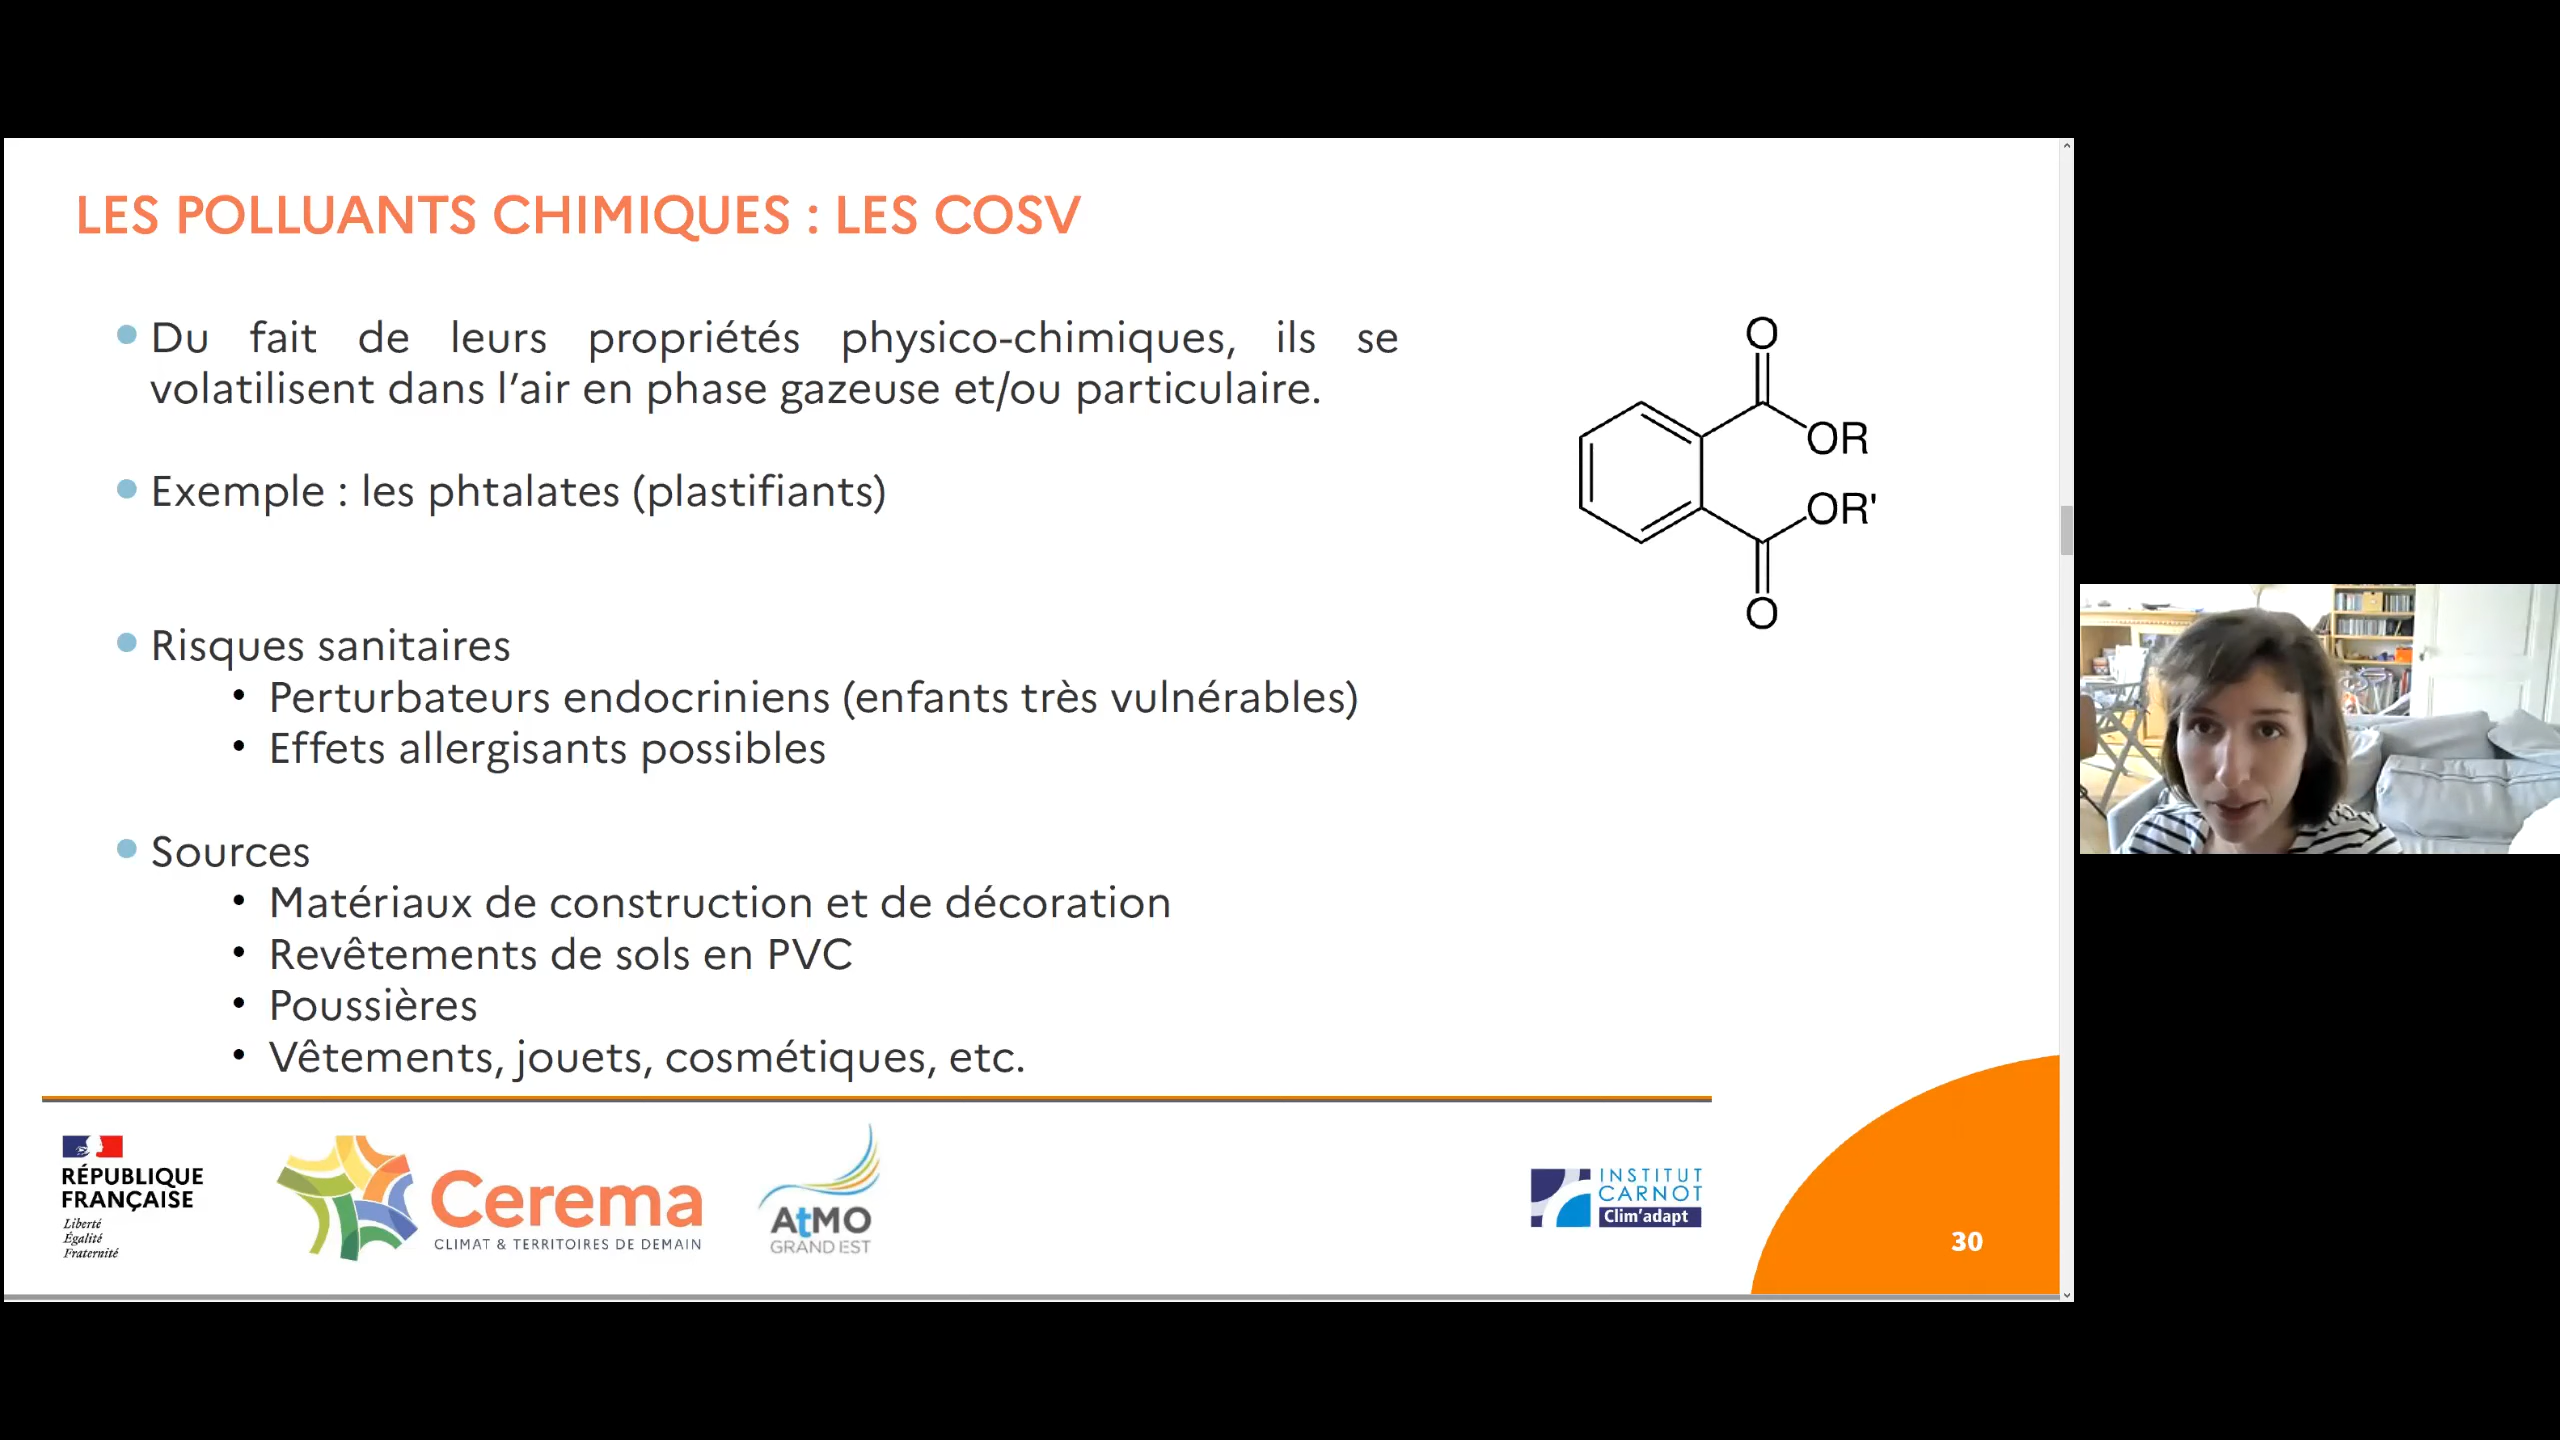 LES POLLUANTS CHIMIQUES : LES COSV
Du fait de leurs propriétés physico-chimiques, ils se
volatilisent dans l’air en phase gazeuse et/ou particulaire.
Exemple : les phtalates (plastifiants)
O
OR
OR'
O
Risques sanitaires
Perturbateurs endocriniens (enfants très vulnérables)
Effets allergisants possibles
Sources
Matériaux de construction et de décoration
Revêtements de sols en PVC
Poussières
Vêtements, jouets, cosmétiques, etc.
RÉPUBLIQUE
FRANÇAISE
Liberté
Égalité
Fraternité
Cerema
CLIMAT & TERRITOIRES DE DEMAIN
AtMO
GRAND EST
INSTITUT
CARNOT
Clim'adapt
30